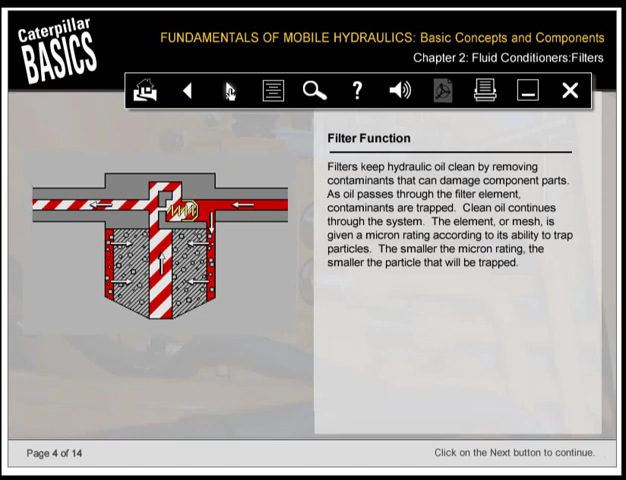 Caterpillar
BASICS
FUNDAMENTALS OF MOBILE HYDRAULICS: Basic Concepts and Components
Chapter 2: Fluid Conditioners:Filters
?
Filter Function
Filters keep hydraulic oil clean by removing
contaminants that can damage component parts.
As oil passes through the filter element,
contaminants are trapped.  Clean oil continues
through the system.  The element, or mesh, is
given a micron rating according to its ability to trap
particles.  The smaller the micron rating, the
smaller the particle that will be trapped.
Page 4 of 14
Click on the Next button to continue.